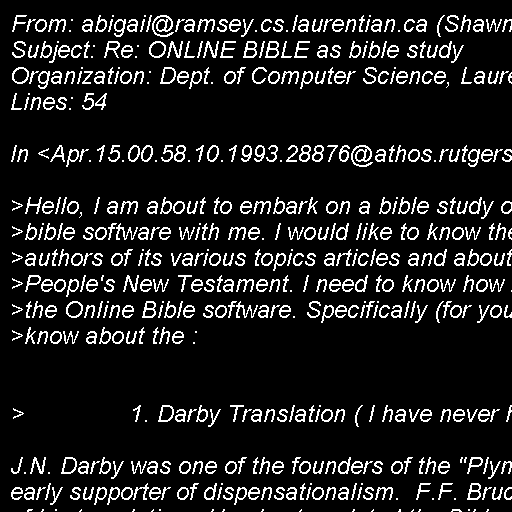 From: abigail@ramsey.cs.laurentian.ca (Shawn
Subject: Re: ONLINE BIBLE as bible study
Organization: Dept. of Computer Science, Laure
Lines: 54
In <Apr.15.00.58.10.1993.28876@athos.rutgers
>Hello, I am about to embark on a bible study o
>bible software with me. I would like to know the
>authors of its various topics articles and about
>People's New Testament. I need to know how
>the Online Bible software. Specifically (for you
>know about the :
> 1. Darby Translation ( I have never h
J.N. Darby was one of the founders of the "Plym
early supporter of dispensationalism. F.F. Bruc